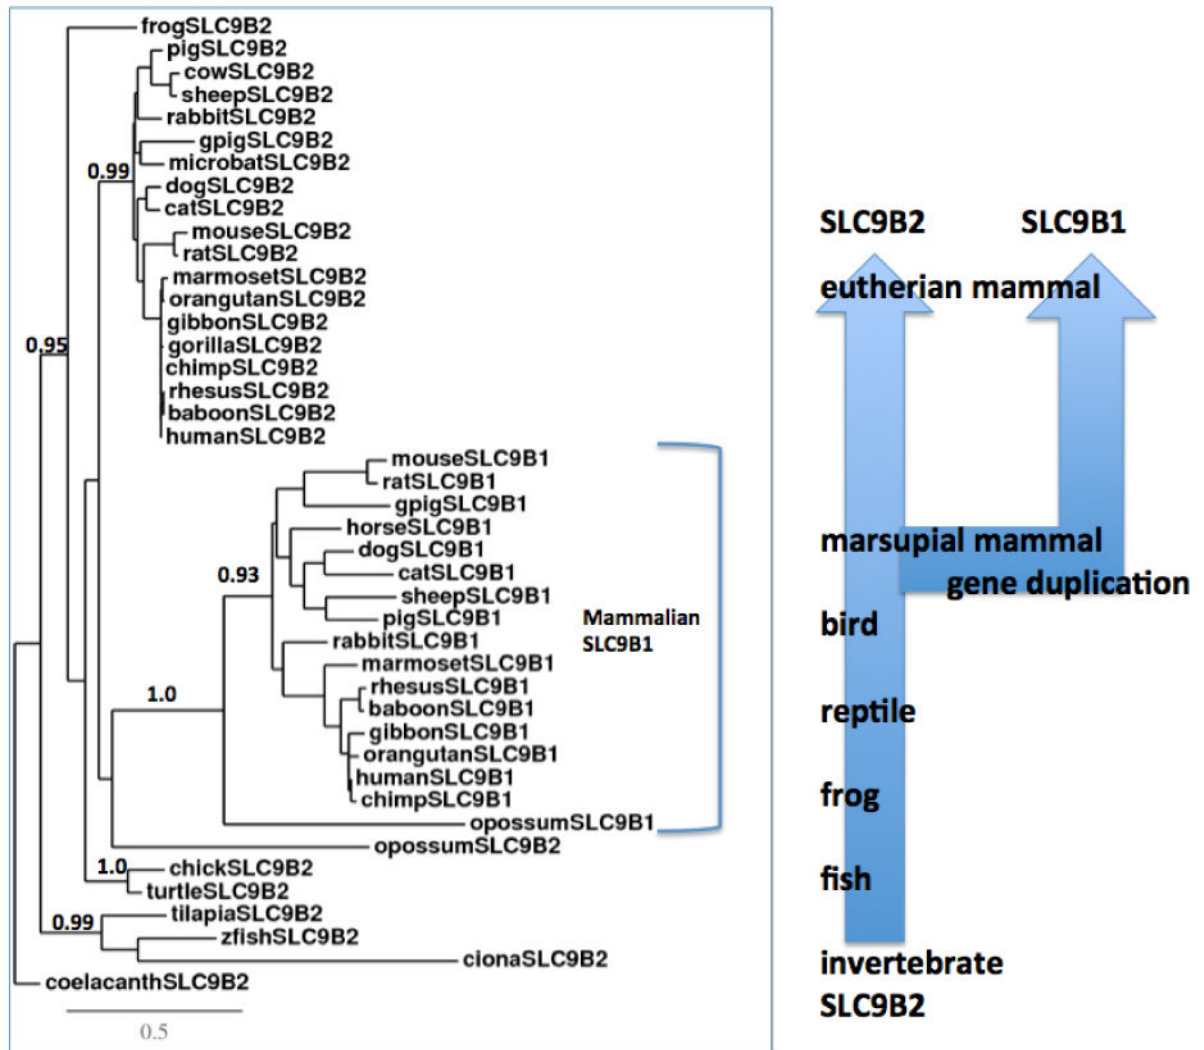 frogSLC9B2
pigSLC9B2
cowSLC9B2
sheepSLC9B2
rabbitSLC9B2
gpigSLC9B2
microbatSLC9B2
0.99
dogSLC9B2
catSLC9B2
mouseSLC9B2
ratSLC9B2
marmosetSLC9B2
orangutanSLC9B2
gibbonSLC9B2
gorillaSLC9B2
0.95
chimpSLC9B2
rhesusSLC9B2
baboonSLC9B2
humanSLC9B2
mouseSLC9B1
ratSLC9B1
gpigSLC9B1
horseSLC9B1
dogSLC9B1
catSLC9B1
0.93
sheepSLC9B1
pigSLC9B1
rabbitSLC9B1
marmosetSLC9B1
rhesusSLC9B1
1.0
baboonSLC9B1
gibbonSLC9B1
orangutanSLC9B1
humanSLC9B1
chimpSLC9B1
opossumSLC9B1
opossumSLC9B2
1.0
chickSLC9B2
turtleSLC9B2
tilapiaSLC9B2
0.99
zfishSLC9B2
cionaSLC9B2
coelacanthSLC9B2
0.5
Mammalian
SLC9B1
SLC9B2 SLC9B1
eutherian mammal
marsupial mammal
gene duplication
bird
reptile
frog
fish
invertebrate
SLC9B2